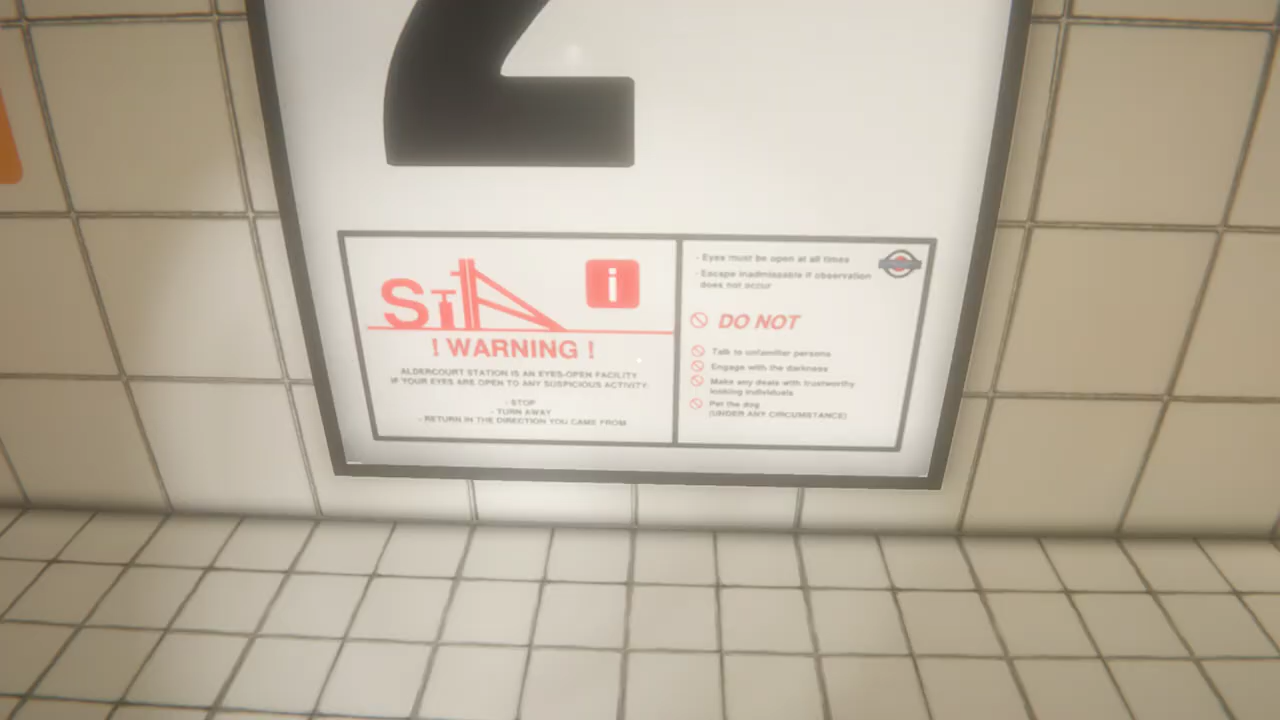 2
STA
i
! WARNING !
ALDERCOURT STATION IS AN EYES-OPEN FACILITY
IF YOUR EYES ARE OPEN TO ANY SUSPICIOUS ACTIVITY:
- STOP
- TURN AWAY
- RETURN IN THE DIRECTION YOU CAME FROM
- Eyes must be open at all times
- Escape inadmissable if observation
does not occur
DO NOT
Talk to unfamiliar persons
Engage with the darkness
Make any deals with trustworthy
looking individuals
Pet the dog
(UNDER ANY CIRCUMSTANCE)